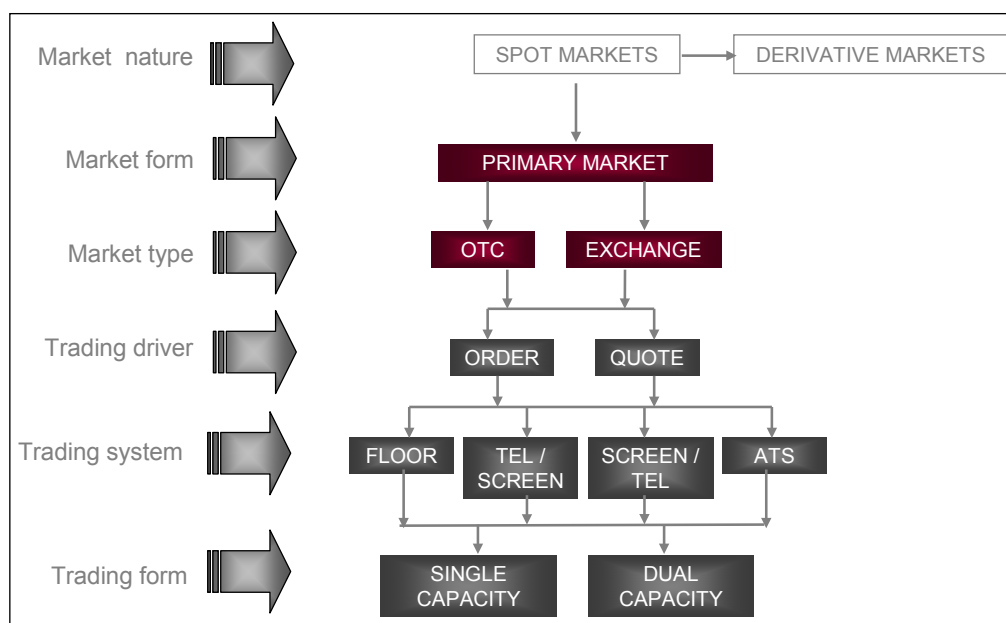 Market nature
SPOT MARKETS
DERIVATIVE MARKETS
Market form
PRIMARY MARKET
Market type
OTC
EXCHANGE
Trading driver
ORDER
QUOTE
Trading system
FLOOR
TEL /
SCREEN
SCREEN /
TEL
ATS
Trading form
SINGLE
CAPACITY
DUAL
CAPACITY